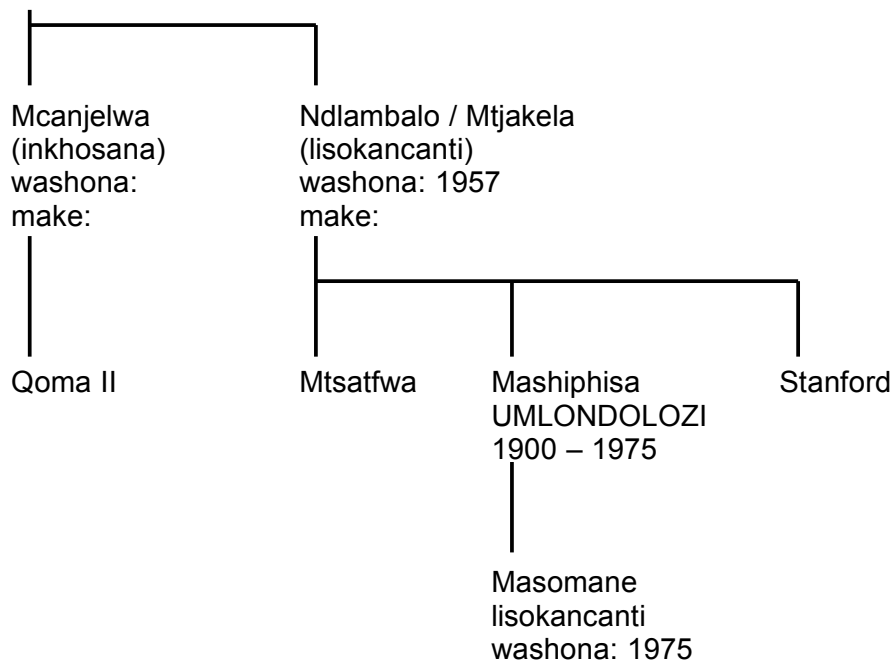 Mcanjelwa
(inkhosana)
washona:
make:
Ndlambalo / Mtjakela
(lisokancanti)
washona: 1957
make:
Qoma II
Mtsatfwa
Mashiphisa
UMLONDOLOZI
1900 – 1975
Stanford
Masomane
lisokancanti
washona: 1975